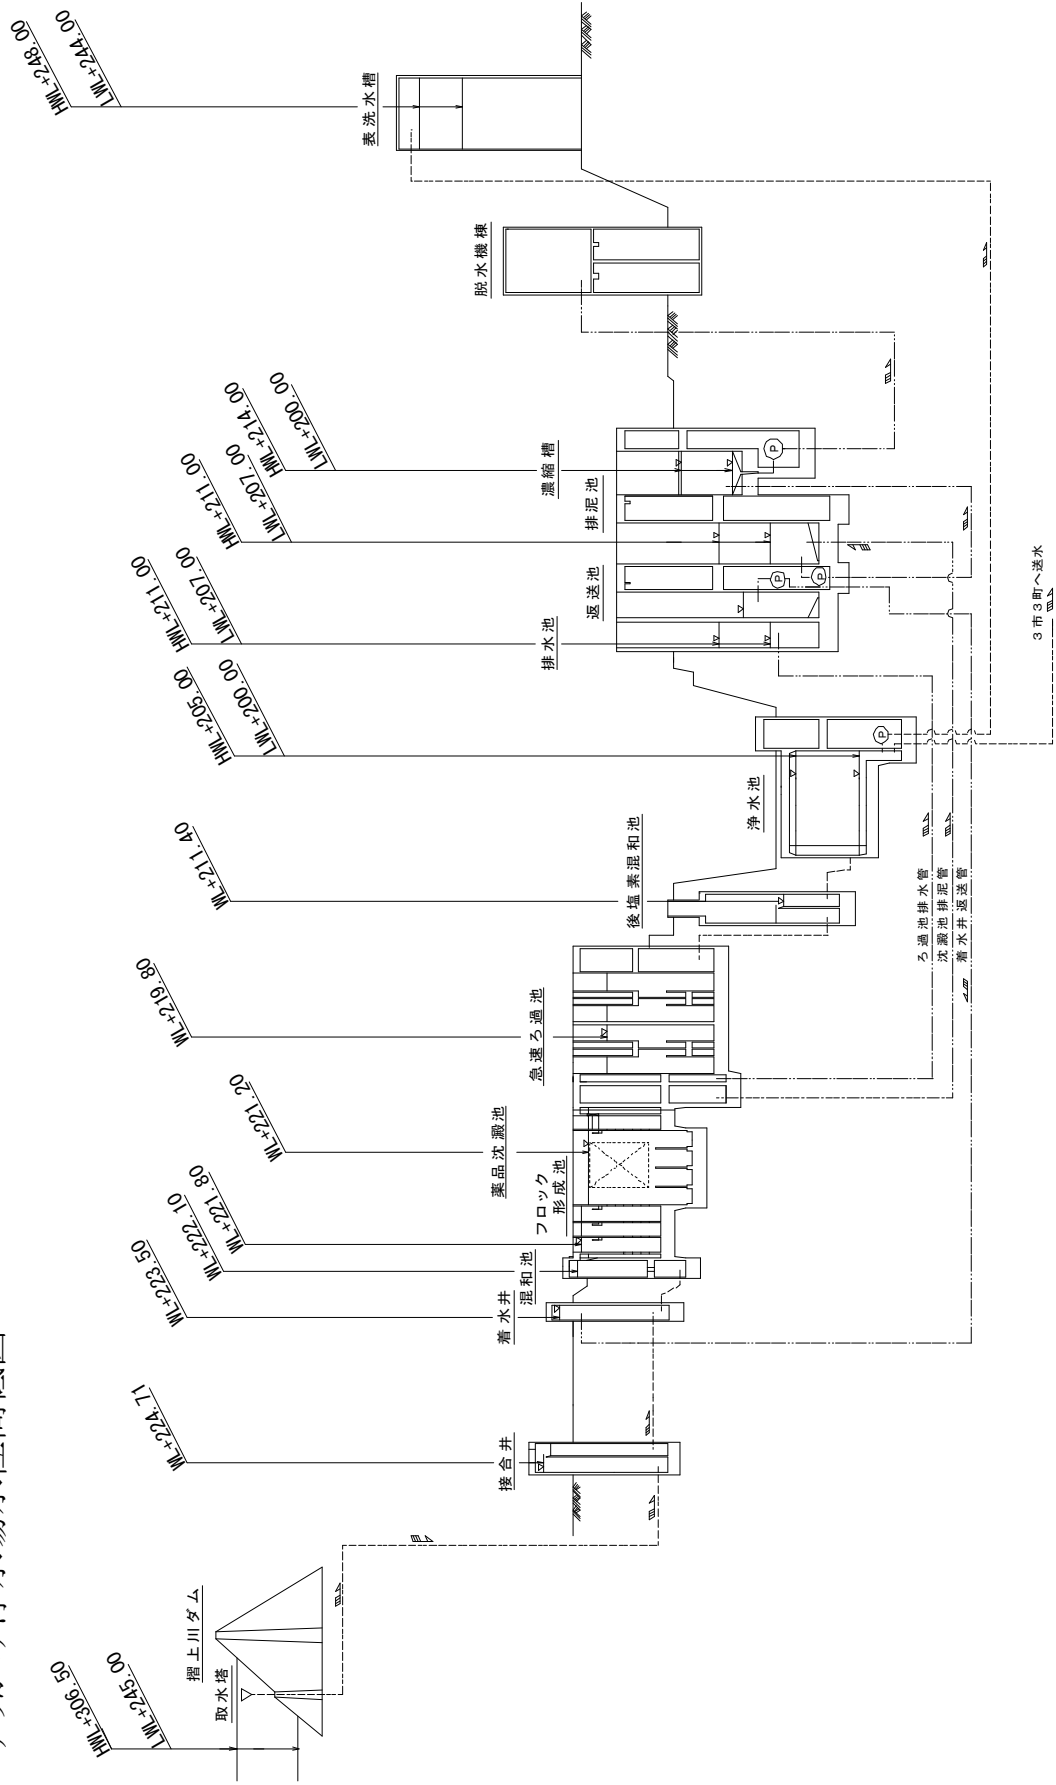 HWL+306.50
LWL+245.00
取水塔
摺上川ダム
WL+224.71
接合井
WL+223.50
着水井
WL+222.10
混和池
WL+221.80
フロック
形成池
WL+221.20
薬品沈澱池
WL+219.80
急速ろ過池
WL+211.40
後塩素混和池
HWL+205.00
LWL+200.00
浄水池
P
HWL+211.00
LWL+207.00
排水池
返送池
P
P
HWL+211.00
LWL+207.00
排泥池
HWL+214.00
LWL+200.00
濃縮槽
P
脱水機棟
HWL+248.00
LWL+244.00
表洗水槽
ろ過池排水管
沈澱池排泥管
着水井返送管
3市3町へ送水